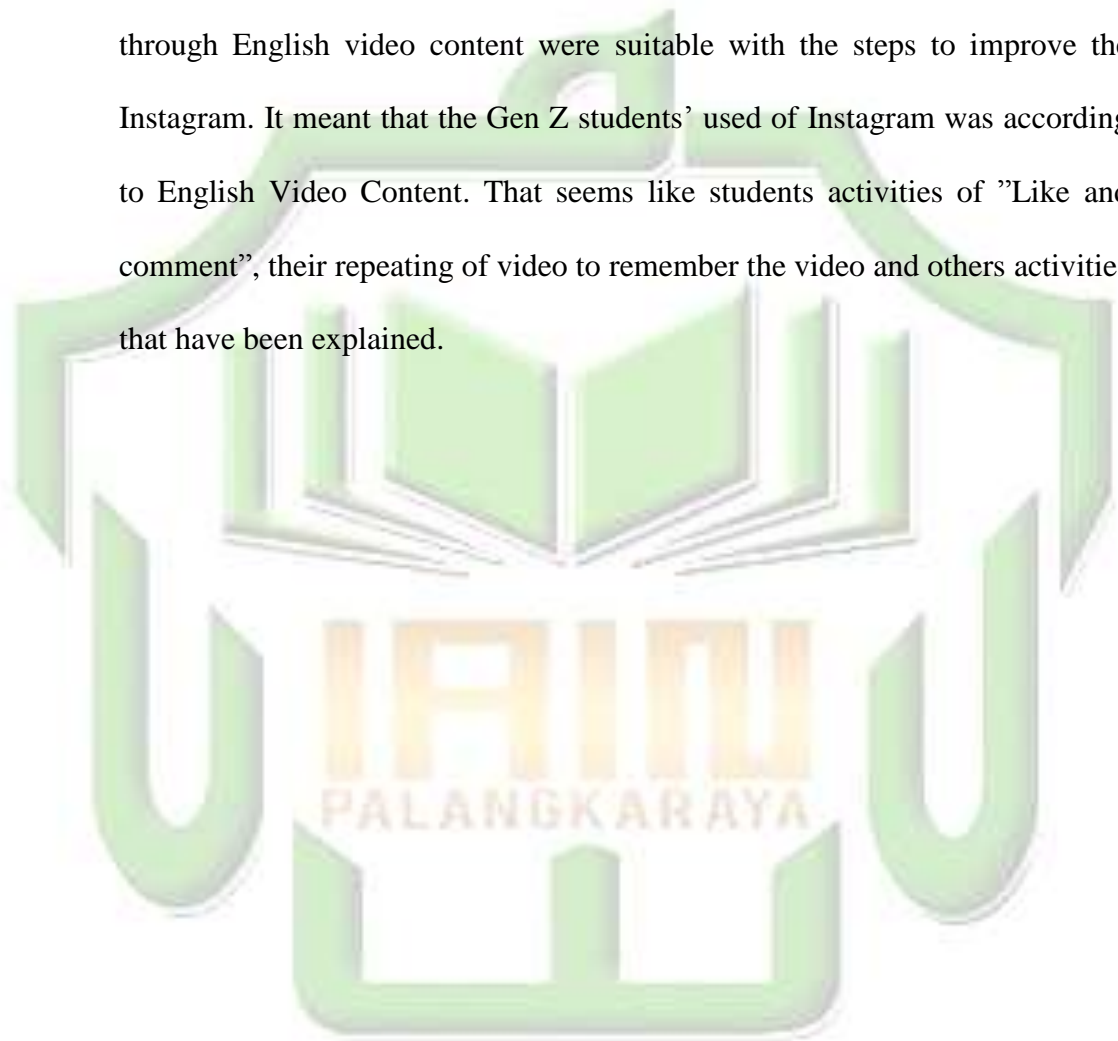 through English video content were suitable with the steps to improve the
Instagram. It meant that the Gen Z students’ used of Instagram was according
to English Video Content. That seems like students activities of ”Like and
comment”, their repeating of video to remember the video and others activities
that have been explained.
IAIN
PALANGKARAYA